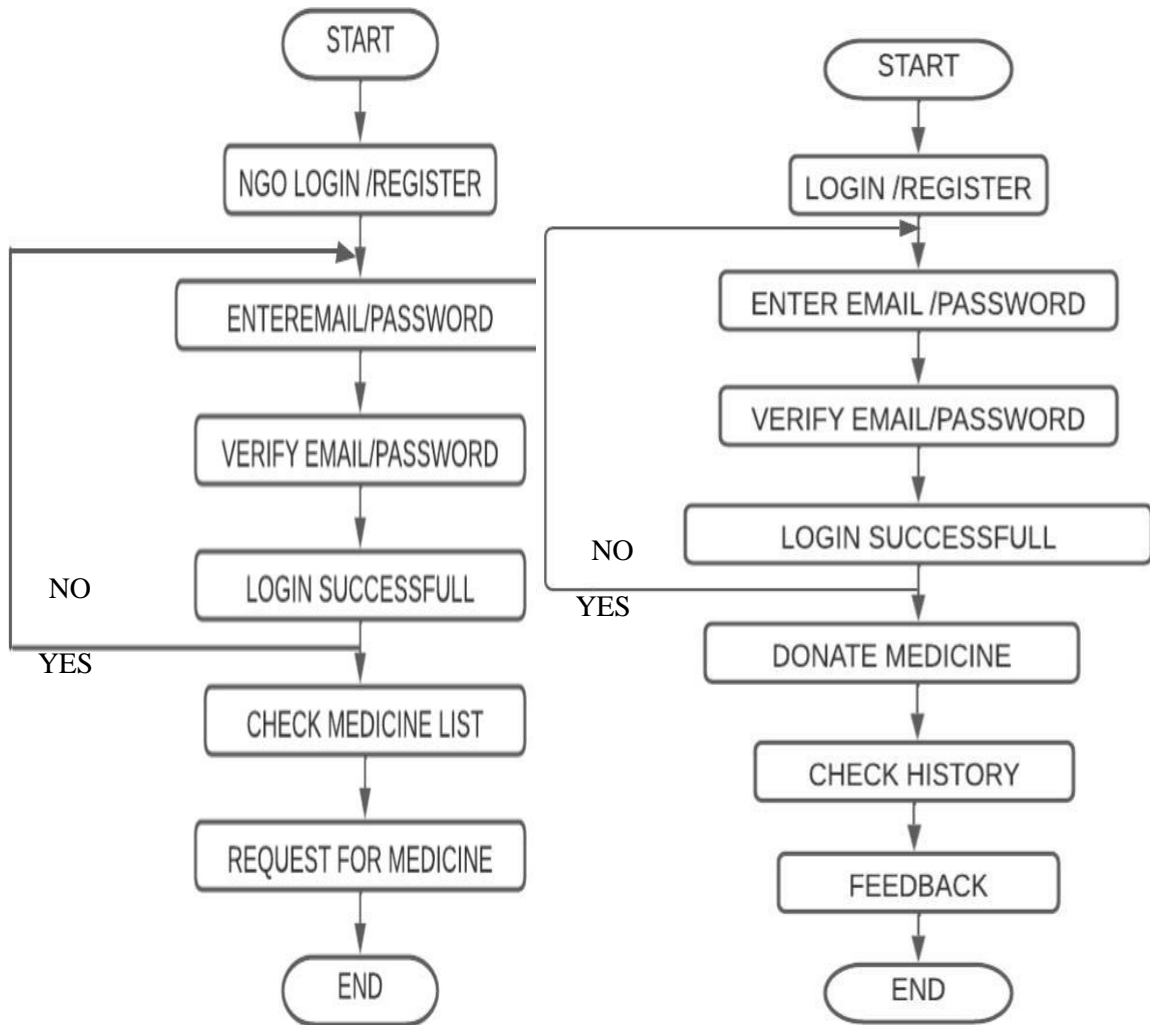 START
NGO LOGIN /REGISTER
ENTEREMAIL/PASSWORD
VERIFY EMAIL/PASSWORD
LOGIN SUCCESSFULL
NO
YES
CHECK MEDICINE LIST
REQUEST FOR MEDICINE
END
START
LOGIN /REGISTER
ENTER EMAIL /PASSWORD
VERIFY EMAIL/PASSWORD
LOGIN SUCCESSFULL
NO
YES
DONATE MEDICINE
CHECK HISTORY
FEEDBACK
END